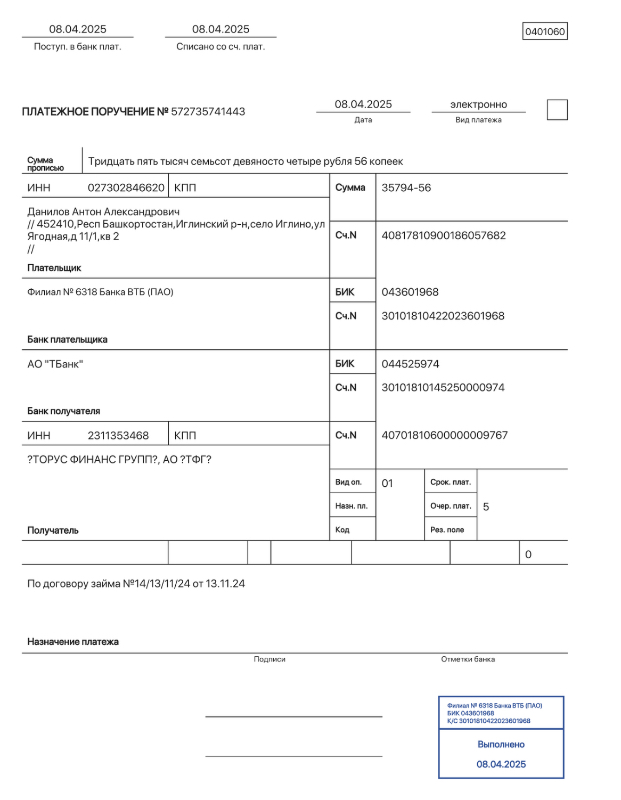 08.04.2025 08.04.2025 0401060
Поступ. в банк плат. Списано со сч. плат.
ПЛАТЕЖНОЕ ПОРУЧЕНИЕ № 572735741443 08.04.2025 электронно
Дата Вид платежа
Сумма прописью Тридцать пять тысяч семьсот девяносто четыре рубля 56 копеек
ИНН 027302846620 КПП Сумма 35794-56
Данилов Антон Александрович
// 452410,Респ Башкортостан,Иглинский р-н,село Иглино,ул
Ягодная,д 11/1,кв 2 Сч.N 40817810900186057682
//
Плательщик
Филиал № 6318 Банка ВТБ (ПАО) БИК 043601968
Сч.N 30101810422023601968
Банк плательщика
АО "ТБанк" БИК 044525974
Сч.N 30101810145250000974
Банк получателя
ИНН 2311353468 КПП Сч.N 40701810600000009767
?ТОРУС ФИНАНС ГРУПП?, АО ?ТФГ?
Вид оп. 01 Срок. плат.
Назн. пл. Очер. плат. 5
Получатель Код Рез. поле
0
По договору займа №14/13/11/24 от 13.11.24
Назначение платежа
Подписи Отметки банка
Филиал № 6318 Банка ВТБ (ПАО)
БИК 043601968
К/С 30101810422023601968
Выполнено
08.04.2025